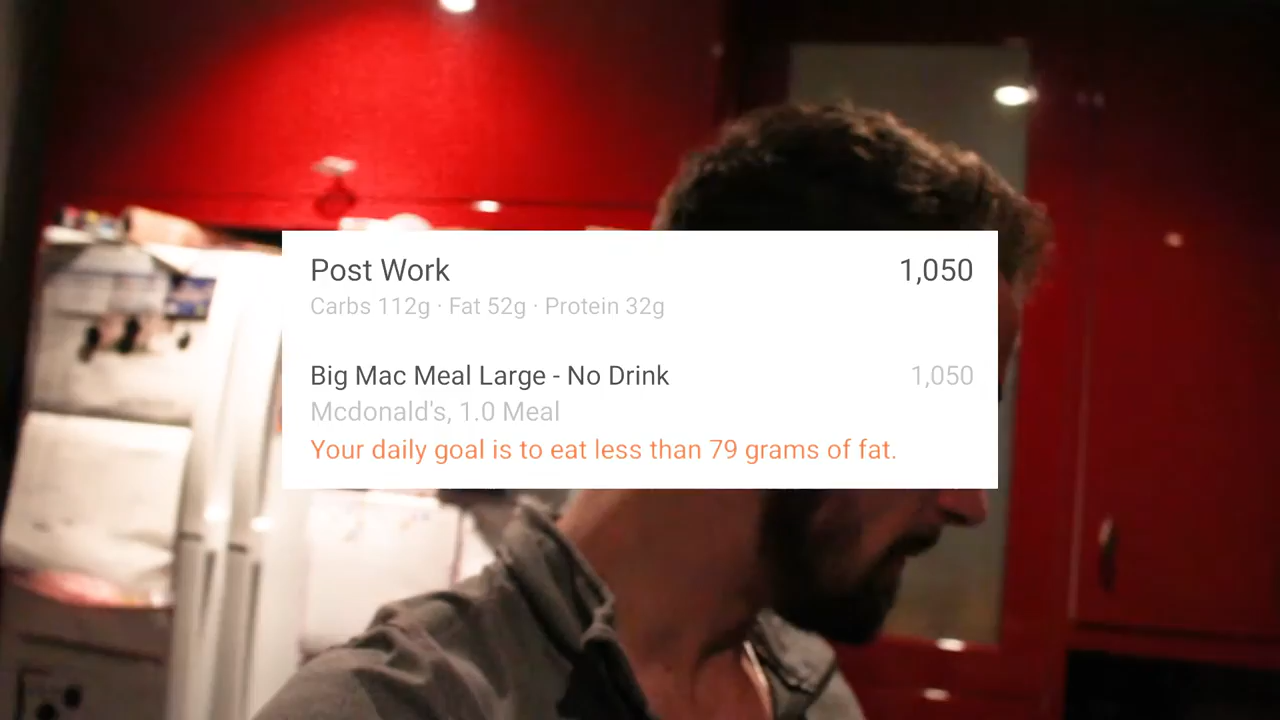 Post Work 1,050
Carbs 112g · Fat 52g · Protein 32g
Big Mac Meal Large - No Drink 1,050
Mcdonald's, 1.0 Meal
Your daily goal is to eat less than 79 grams of fat.